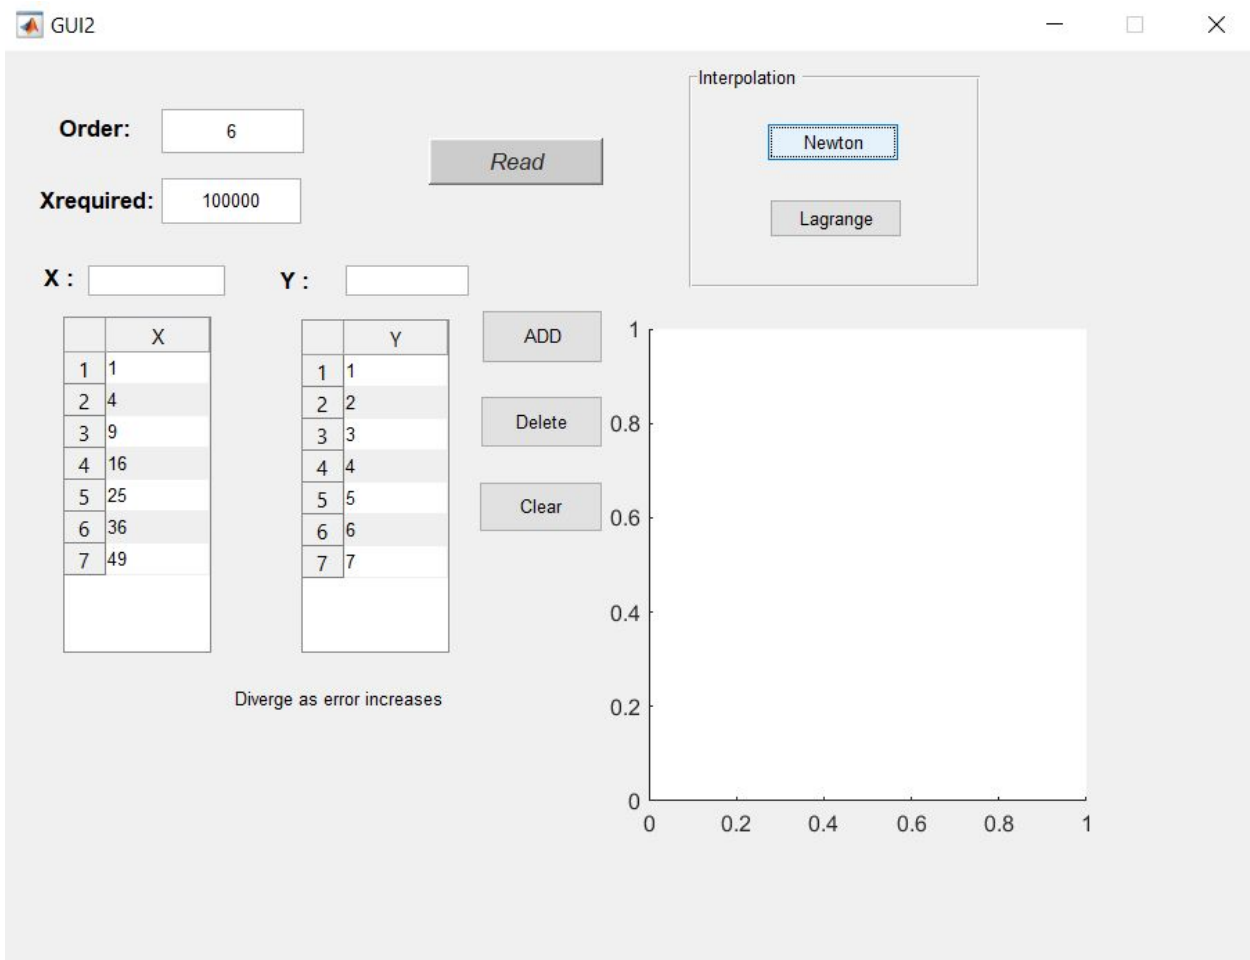 GUI2
Interpolation
Order: 6
Read
Newton
Xrequired: 100000
Lagrange
X :
Y :
X
1 1
2 4
3 9
4 16
5 25
6 36
7 49
Y
1 1
2 2
3 3
4 4
5 5
6 6
7 7
ADD
Delete
Clear
Diverge as error increases
1
0.8
0.6
0.4
0.2
0
0 0.2 0.4 0.6 0.8 1